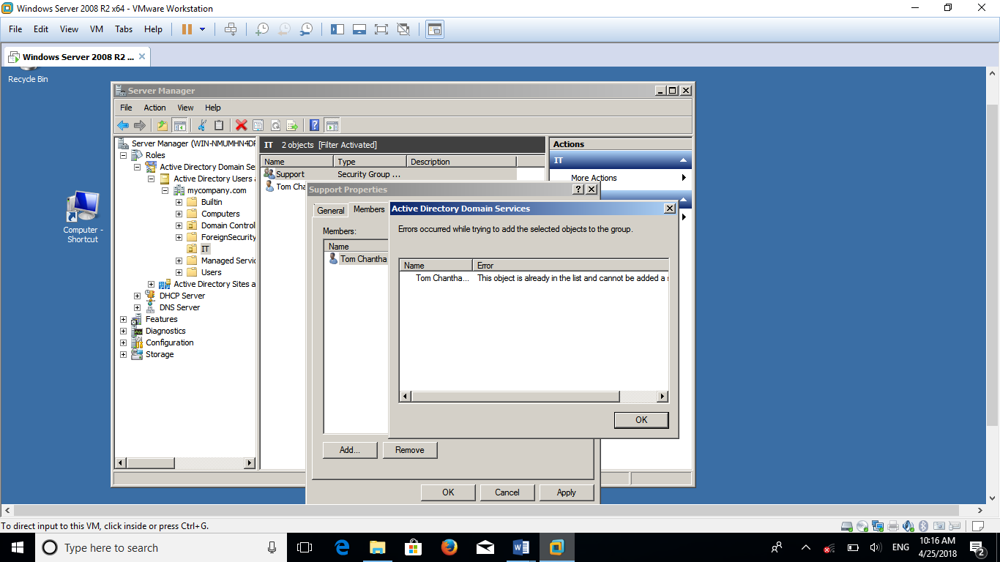 Windows Server 2008 R2 x64 - VMware Workstation
File Edit View VM Tabs Help
Windows Server 2008 R2 ...
Recycle Bin
Computer -
Shortcut
Server Manager
File Action View Help
Server Manager (WIN-NMUMHN4DF
Roles
Active Directory Domain Se
Active Directory Users
mycompany.com
Builtin
Computers
Domain Control
ForeignSecurity
IT
Managed Servic
Users
Active Directory Sites a
DHCP Server
DNS Server
Features
Diagnostics
Configuration
Storage
IT 2 objects [Filter Activated]
Name Type Description
Support Security Group ...
Tom Cha
Actions
IT
More Actions
Support Properties
General Members
Members:
Name
Tom Chantha
Add... Remove
OK Cancel Apply
Active Directory Domain Services
Errors occurred while trying to add the selected objects to the group.
Name Error
Tom Chantha... This object is already in the list and cannot be added a s
OK
To direct input to this VM, click inside or press Ctrl+G.
Type here to search
ENG
10:16 AM
4/25/2018
2